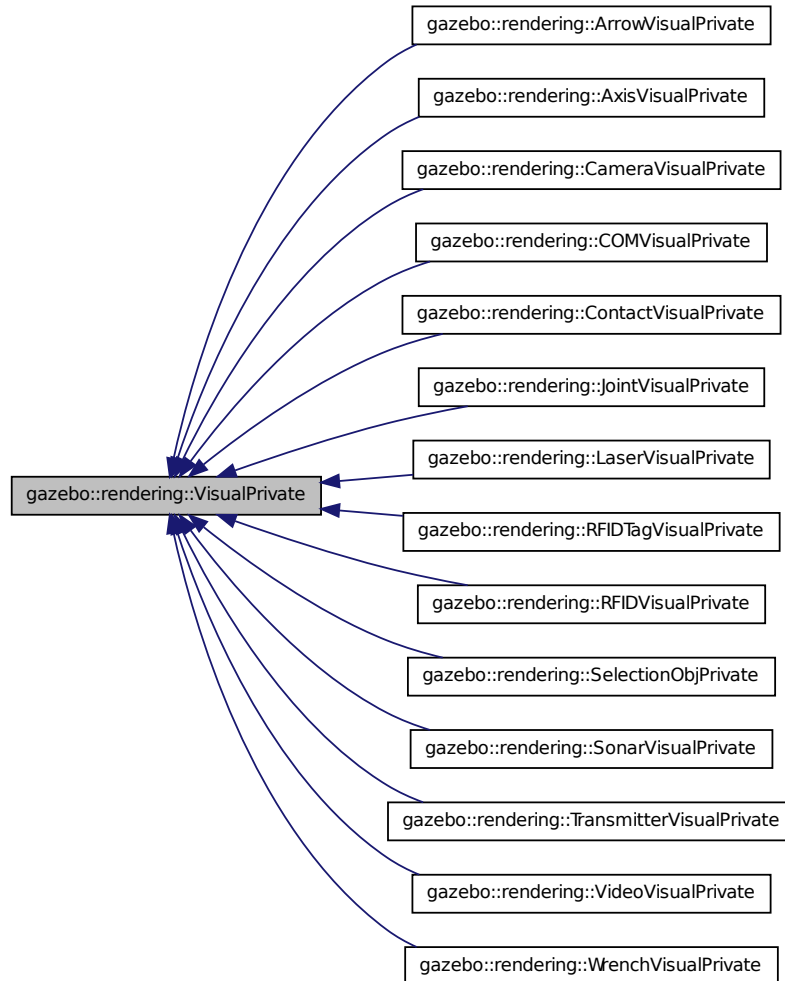 gazebo::rendering::ArrowVisualPrivate
gazebo::rendering::AxisVisualPrivate
gazebo::rendering::CameraVisualPrivate
gazebo::rendering::COMVisualPrivate
gazebo::rendering::ContactVisualPrivate
gazebo::rendering::JointVisualPrivate
gazebo::rendering::LaserVisualPrivate
gazebo::rendering::VisualPrivate
gazebo::rendering::RFIDTagVisualPrivate
gazebo::rendering::RFIDVisualPrivate
gazebo::rendering::SelectionObjPrivate
gazebo::rendering::SonarVisualPrivate
gazebo::rendering::TransmitterVisualPrivate
gazebo::rendering::VideoVisualPrivate
gazebo::rendering::WrenchVisualPrivate